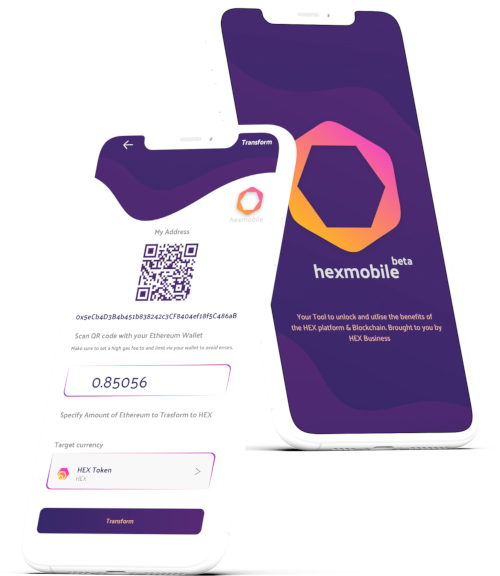 Transform
hexmobile
My Address
0x5eCb4D3B4b451b838242c3CF8404ef18f5C486aB
Scan QR code with your Ethereum Wallet
Make sure to set a high gas fee to and limit via your wallet to avoid errors.
0.85056
Specify Amount of Ethereum to Trasform to HEX
Target currency
HEX Token
HEX
Transform
hexmobile beta
Your Tool to unlock and utlise the benefits of
the HEX platform & Blockchain. Brought to you by
HEX Business